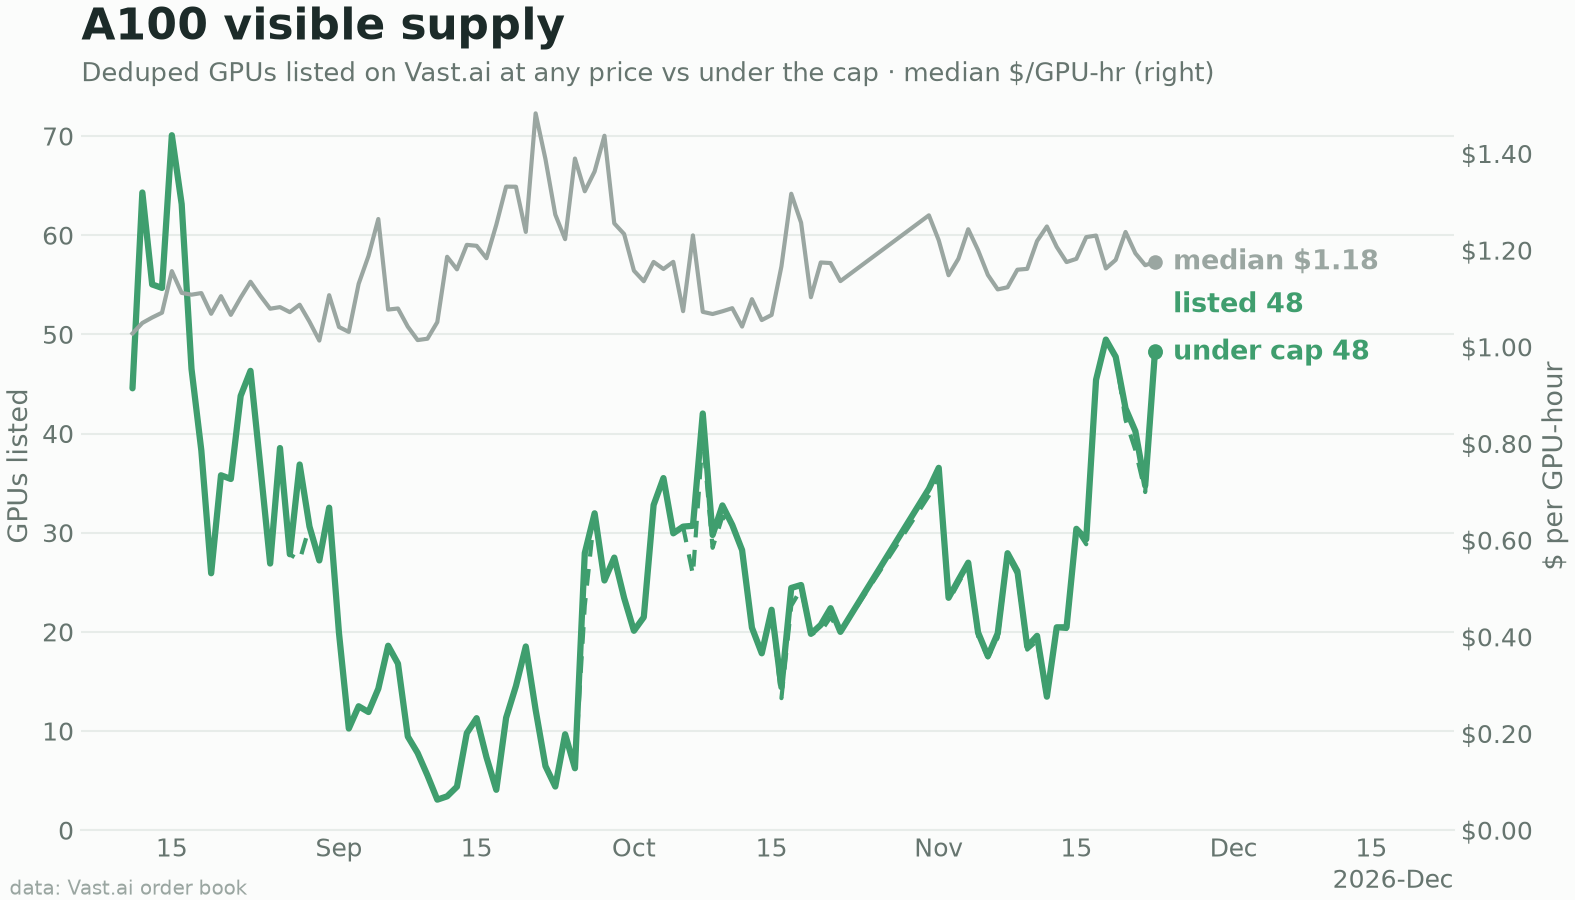 A100 visible supply
Deduped GPUs listed on Vast.ai at any price vs under the cap · median $/GPU-hr (right)
GPUs listed
70
60
50
40
30
20
10
0
$1.40
$1.20
$1.00
$0.80
$0.60
$0.40
$0.20
$0.00
$ per GPU-hour
median $1.18
listed 48
under cap 48
15
Sep
15
Oct
15
Nov
15
Dec
15
2026-Dec
data: Vast.ai order book